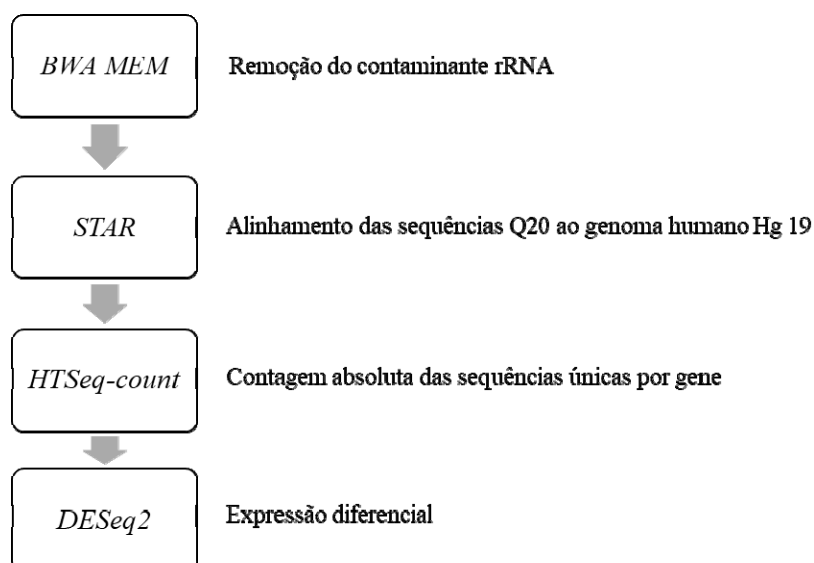 BWA MEM
Remoção do contaminante rRNA
STAR
Alinhamento das sequências Q20 ao genoma humano Hg 19
HTSeq-count
Contagem absoluta das sequências únicas por gene
DESeq2
Expressão diferencial